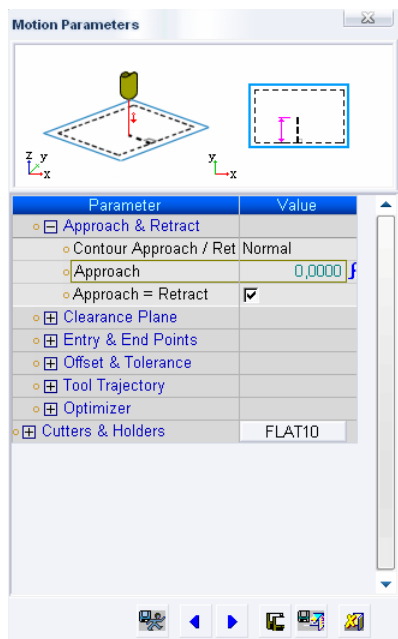 Motion Parameters
Z y
x
y
x
Parameter Value
Approach & Retract
Contour Approach / Ret Normal
Approach 0,0000 f
Approach = Retract
Clearance Plane
Entry & End Points
Offset & Tolerance
Tool Trajectory
Optimizer
Cutters & Holders FLAT10